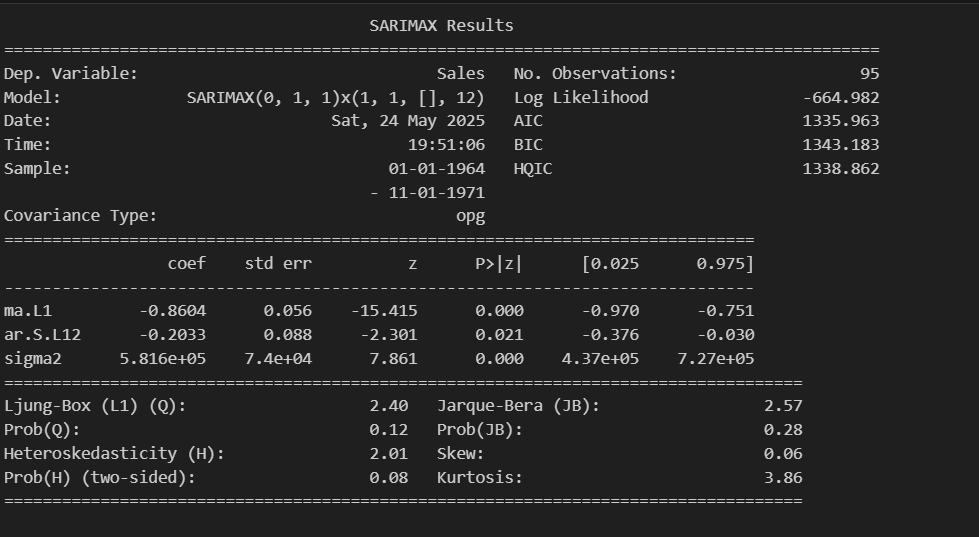 SARIMAX Results
==========================================================================================
Dep. Variable: Sales No. Observations: 95
Model: SARIMAX(0, 1, 1)x(1, 1, [], 12) Log Likelihood -664.982
Date: Sat, 24 May 2025 AIC 1335.963
Time: 19:51:06 BIC 1343.183
Sample: 01-01-1964 HQIC 1338.862
- 11-01-1971
Covariance Type: opg
==============================================================================
coef std err z P>|z| [0.025 0.975]
------------------------------------------------------------------------------
ma.L1 -0.8604 0.056 -15.415 0.000 -0.970 -0.751
ar.S.L12 -0.2033 0.088 -2.301 0.021 -0.376 -0.030
sigma2 5.816e+05 7.4e+04 7.861 0.000 4.37e+05 7.27e+05
===================================================================================
Ljung-Box (L1) (Q): 2.40 Jarque-Bera (JB): 2.57
Prob(Q): 0.12 Prob(JB): 0.28
Heteroskedasticity (H): 2.01 Skew: 0.06
Prob(H) (two-sided): 0.08 Kurtosis: 3.86
===================================================================================